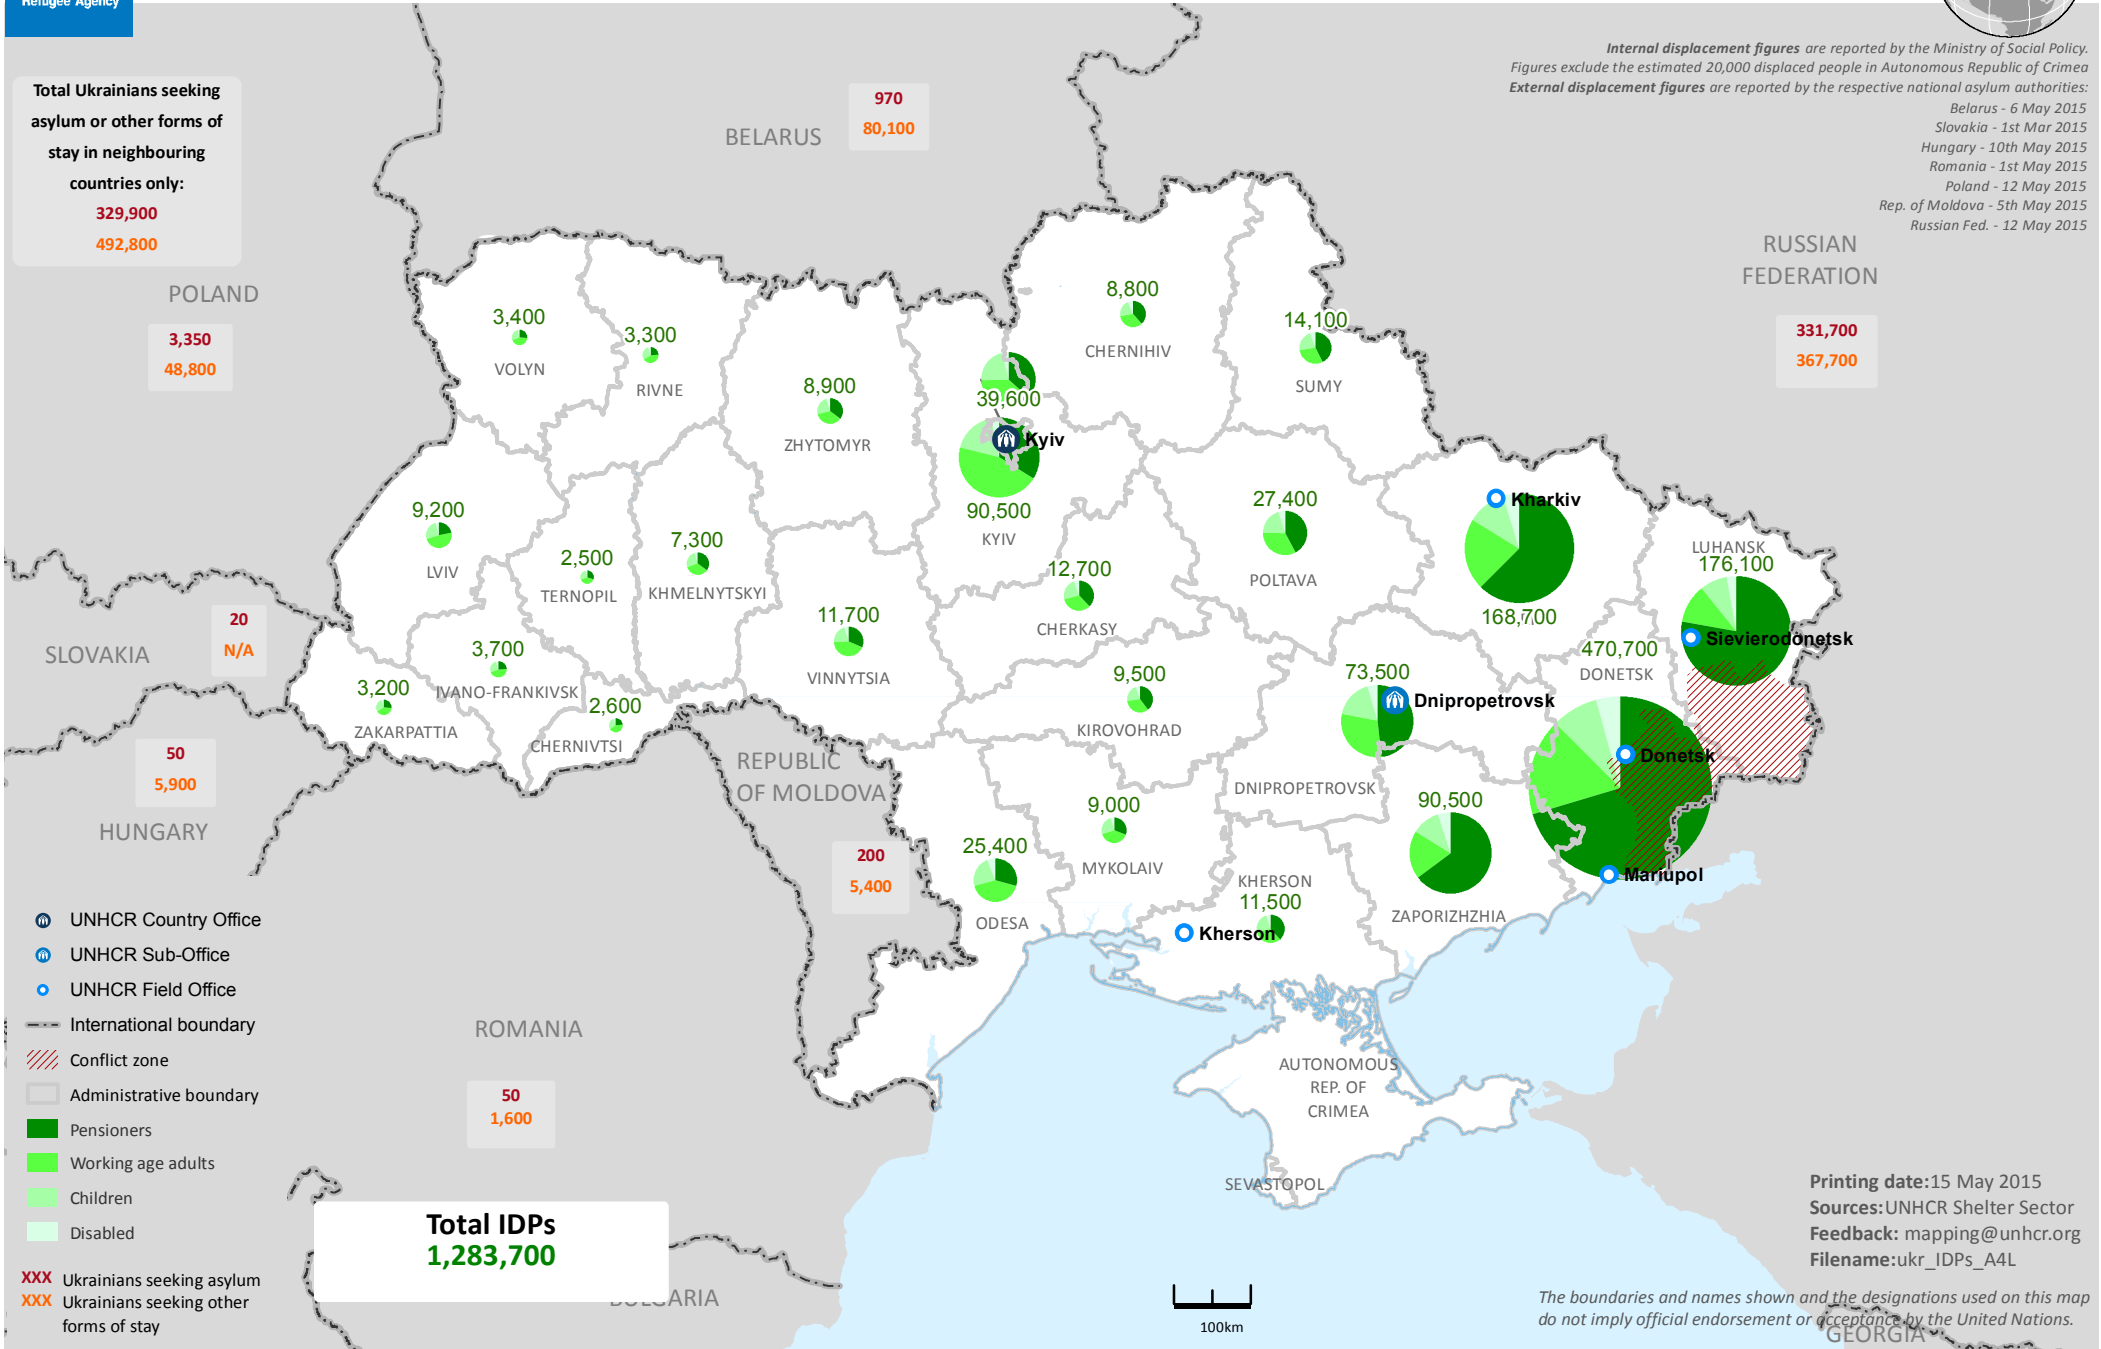 Refugee Agency
Internal displacement figures are reported by the Ministry of Social Policy.
Figures exclude the estimated 20,000 displaced people in Autonomous Republic of Crimea
External displacement figures are reported by the respective national asylum authorities:
Belarus - 6 May 2015
Slovakia - 1st Mar 2015
Hungary - 10th May 2015
Romania - 1st May 2015
Poland - 12 May 2015
Rep. of Moldova - 5th May 2015
Russian Fed. - 12 May 2015
Total Ukrainians seeking
asylum or other forms of
stay in neighbouring
countries only:
329,900
492,800
BELARUS
970
80,100
RUSSIAN
FEDERATION
331,700
367,700
POLAND
3,350
48,800
3,400
VOLYN
3,300
RIVNE
8,900
ZHYTOMYR
39,600
Kyiv
90,500
KYIV
8,800
CHERNIHIV
14,100
SUMY
9,200
LVIV
2,500
TERNOPIL
7,300
KHMELNYTSKYI
11,700
VINNYTSIA
12,700
CHERKASY
27,400
POLTAVA
Kharkiv
168,700
LUHANSK
176,100
Sievierodonetsk
470,700
DONETSK
Donetsk
Mariupol
SLOVAKIA
20
N/A
3,200
ZAKARPATTIA
3,700
IVANO-FRANKIVSK
2,600
CHERNIVTSI
9,500
KIROVOHRAD
73,500
Dnipropetrovsk
DNIPROPETROVSK
50
5,900
HUNGARY
REPUBLIC
OF MOLDOVA
200
5,400
25,400
ODESA
9,000
MYKOLAIV
KHERSON
11,500
Kherson
90,500
ZAPORIZHZHIA
ROMANIA
50
1,600
AUTONOMOUS
REP. OF
CRIMEA
SEVASTOPOL
UNHCR Country Office
UNHCR Sub-Office
UNHCR Field Office
International boundary
Conflict zone
Administrative boundary
Pensioners
Working age adults
Children
Disabled
XXX Ukrainians seeking asylum
XXX Ukrainians seeking other
forms of stay
Total IDPs
1,283,700
BULGARIA
100km
Printing date:15 May 2015
Sources:UNHCR Shelter Sector
Feedback: mapping@unhcr.org
Filename:ukr_IDPs_A4L
The boundaries and names shown and the designations used on this map
do not imply official endorsement or acceptance by the United Nations.
GEORGIA